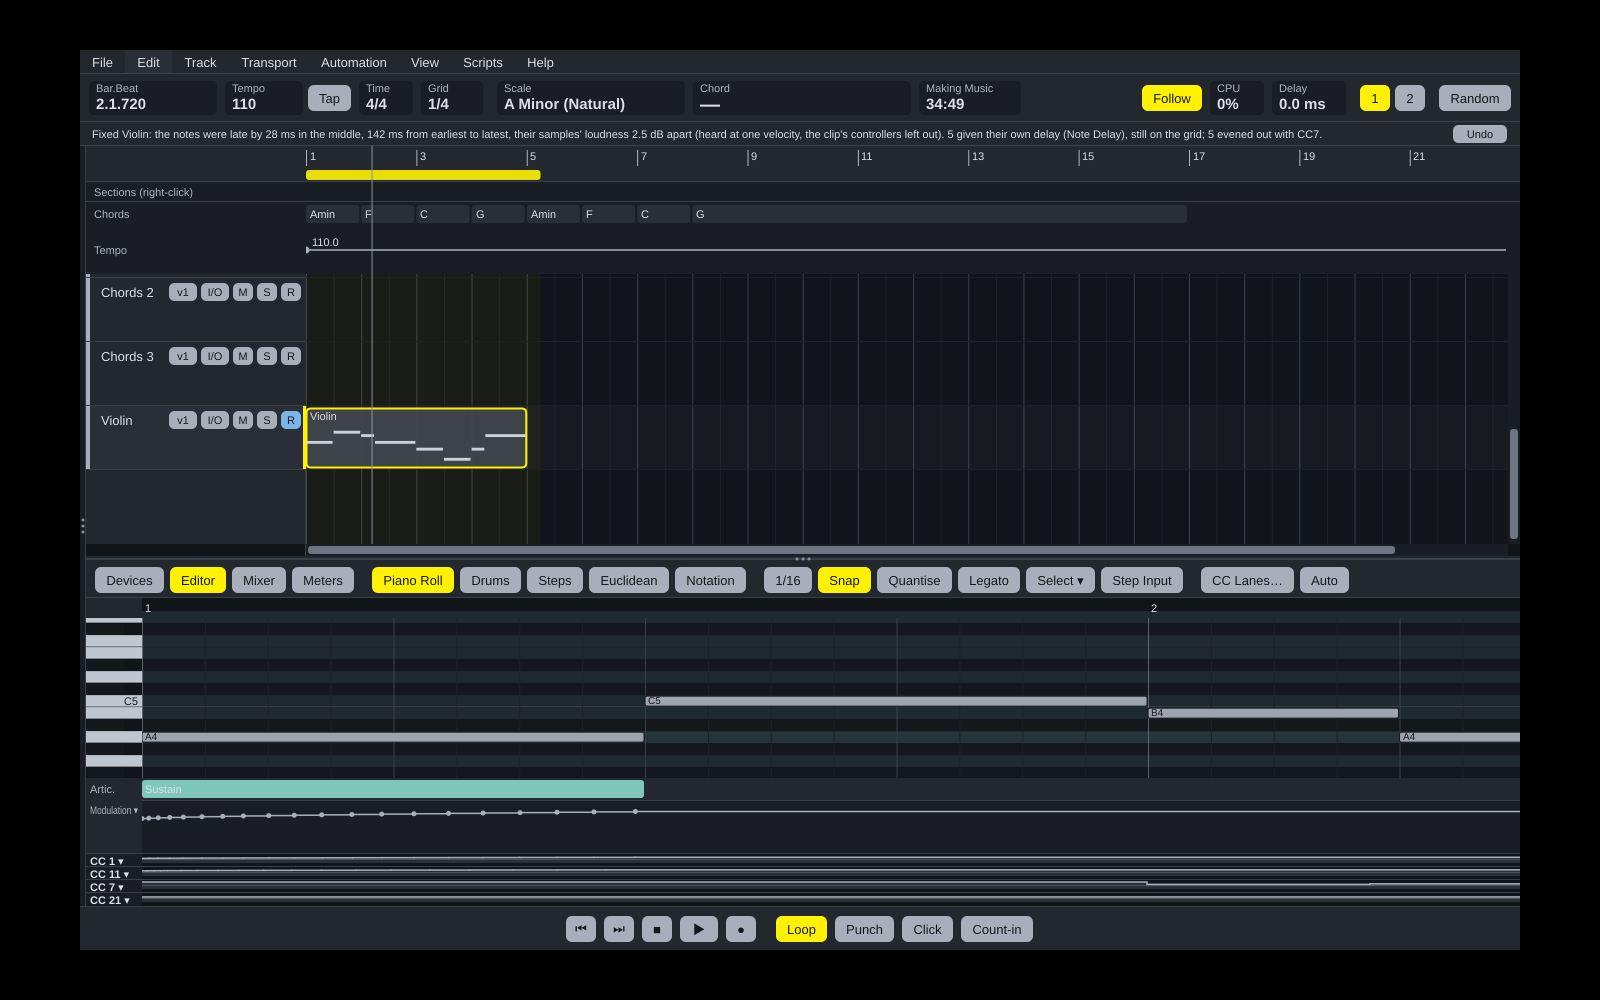 File Edit Track Transport Automation View Scripts Help
Bar.Beat Tempo Time Grid Scale Chord Making Music CPU Delay
2.1.720 110 Tap 4/4 1/4 A Minor (Natural) — 34:49 Follow 0% 0.0 ms 1 2 Random
Fixed Violin: the notes were late by 28 ms in the middle, 142 ms from earliest to latest, their samples' loudness 2.5 dB apart (heard at one velocity, the clip's controllers left out). 5 given their own delay (Note Delay), still on the grid; 5 evened out with CC7. Undo
1 3 5 7 9 11 13 15 17 19 21
Sections (right-click)
Chords Amin F C G Amin F C G
110.0
Tempo
Chords 2 v1 I/O M S R
Chords 3 v1 I/O M S R
Violin v1 I/O M S R Violin
Devices Editor Mixer Meters Piano Roll Drums Steps Euclidean Notation 1/16 Snap Quantise Legato Select ▾ Step Input CC Lanes… Auto
1 2
C5 C5
B4
A4 A4
Artic. Sustain
Modulation ▾
CC 1 ▾
CC 11 ▾
CC 7 ▾
CC 21 ▾
⏮ ⏭ ■ ▶ ● Loop Punch Click Count-in